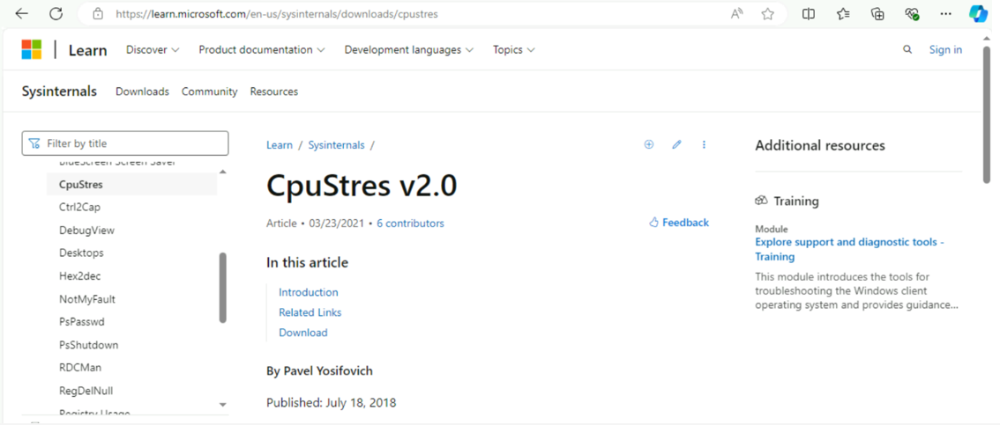 https://learn.microsoft.com/en-us/sysinternals/downloads/cpustres
Learn Discover Product documentation Development languages Topics Sign in
Sysinternals Downloads Community Resources
Filter by title
BlueScreen Screen Saver
CpuStres
Ctrl2Cap
DebugView
Desktops
Hex2dec
NotMyFault
PsPasswd
PsShutdown
RDCMan
RegDelNull
Registry Usage
Learn / Sysinternals /
CpuStres v2.0
Article • 03/23/2021 • 6 contributors
Feedback
In this article
Introduction
Related Links
Download
By Pavel Yosifovich
Published: July 18, 2018
Additional resources
Training
Module
Explore support and diagnostic tools -
Training
This module introduces the tools for
troubleshooting the Windows client
operating system and provides guidance...